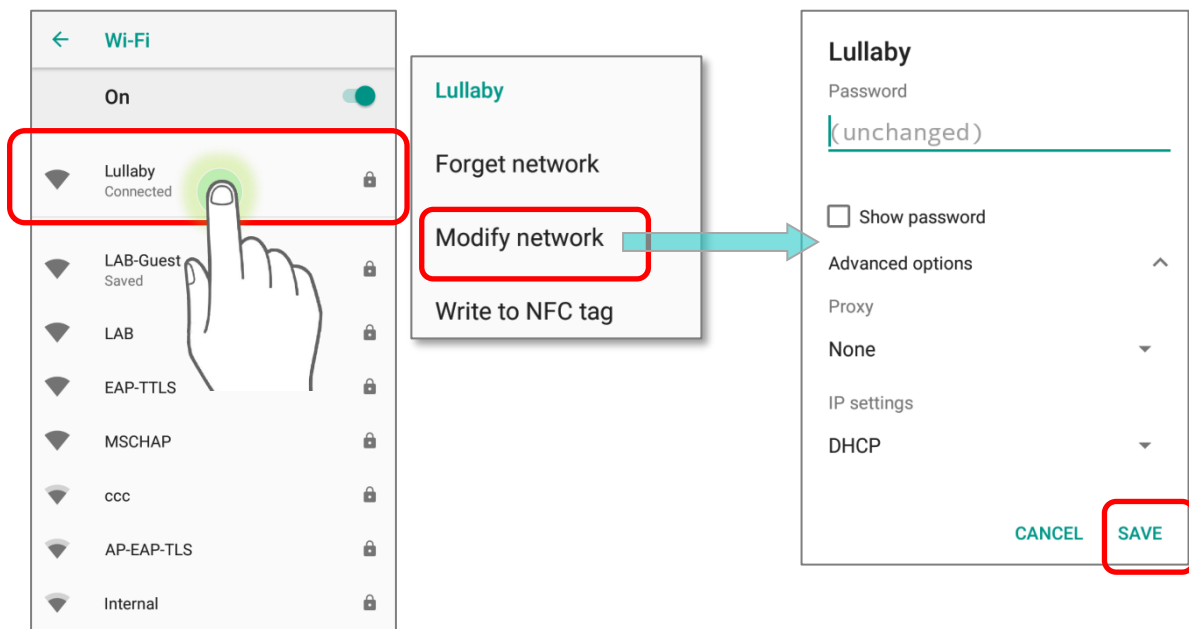 Wi-Fi
On
Lullaby
Connected
LAB-Guest
Saved
LAB
EAP-TTLS
MSCHAP
ccc
AP-EAP-TLS
Internal
Lullaby
Forget network
Modify network
Write to NFC tag
Lullaby
Password
(unchanged)
Show password
Advanced options
Proxy
None
IP settings
DHCP
CANCEL SAVE